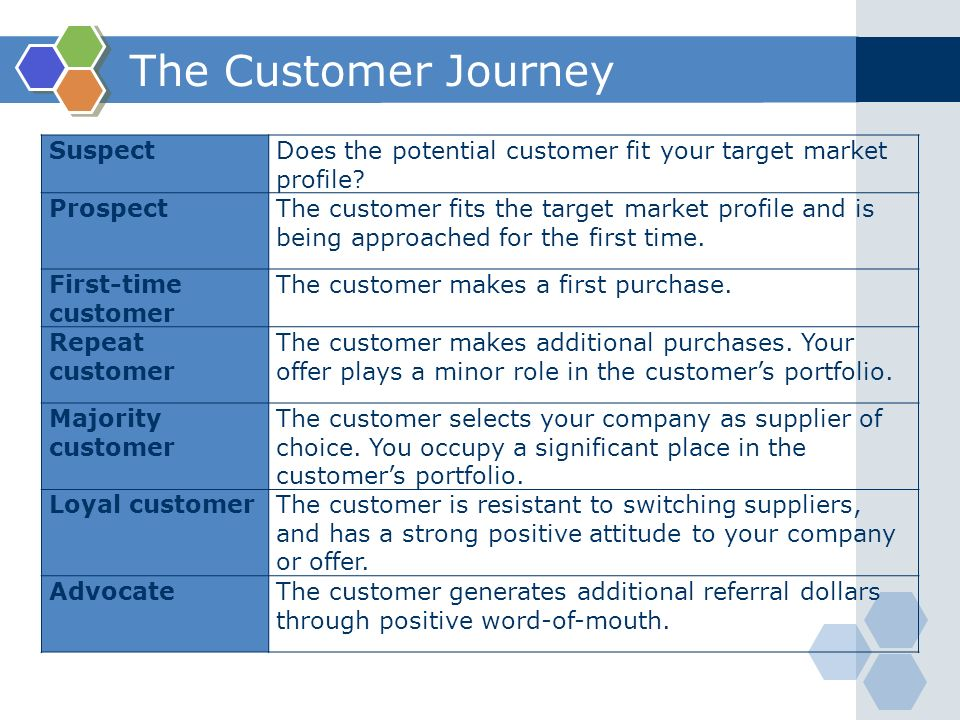 The Customer Journey
Suspect
Does the potential customer fit your target market
profile?
Prospect
The customer fits the target market profile and is
being approached for the first time.
First-time
customer
The customer makes a first purchase.
Repeat
customer
The customer makes additional purchases. Your
offer plays a minor role in the customer’s portfolio.
Majority
customer
The customer selects your company as supplier of
choice. You occupy a significant place in the
customer’s portfolio.
Loyal customer
The customer is resistant to switching suppliers,
and has a strong positive attitude to your company
or offer.
Advocate
The customer generates additional referral dollars
through positive word-of-mouth.